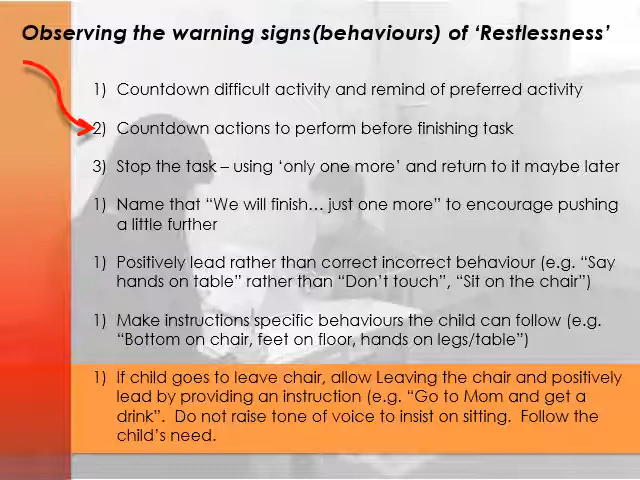 Observing the warning signs(behaviours) of ‘Restlessness’
1) Countdown difficult activity and remind of preferred activity
2) Countdown actions to perform before finishing task
3) Stop the task – using ‘only one more’ and return to it maybe later
1) Name that “We will finish… just one more” to encourage pushing
a little further
1) Positively lead rather than correct incorrect behaviour (e.g. “Say
hands on table” rather than “Don’t touch”, “Sit on the chair”)
1) Make instructions specific behaviours the child can follow (e.g.
“Bottom on chair, feet on floor, hands on legs/table”)
1) If child goes to leave chair, allow Leaving the chair and positively
lead by providing an instruction (e.g. “Go to Mom and get a
drink”. Do not raise tone of voice to insist on sitting. Follow the
child’s need.